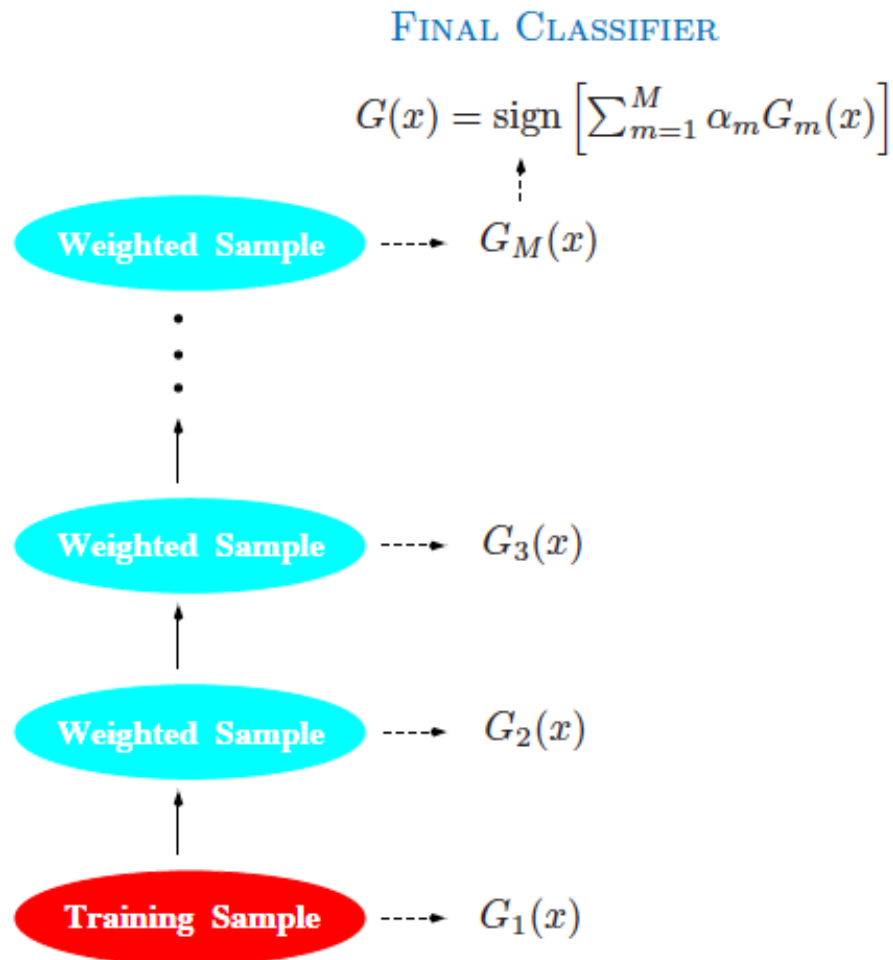 FINAL CLASSIFIER
G(x) = sign [∑_{m=1}^{M} α_m G_m(x)]
Weighted Sample G_M(x)
Weighted Sample G_3(x)
Weighted Sample G_2(x)
Training Sample G_1(x)